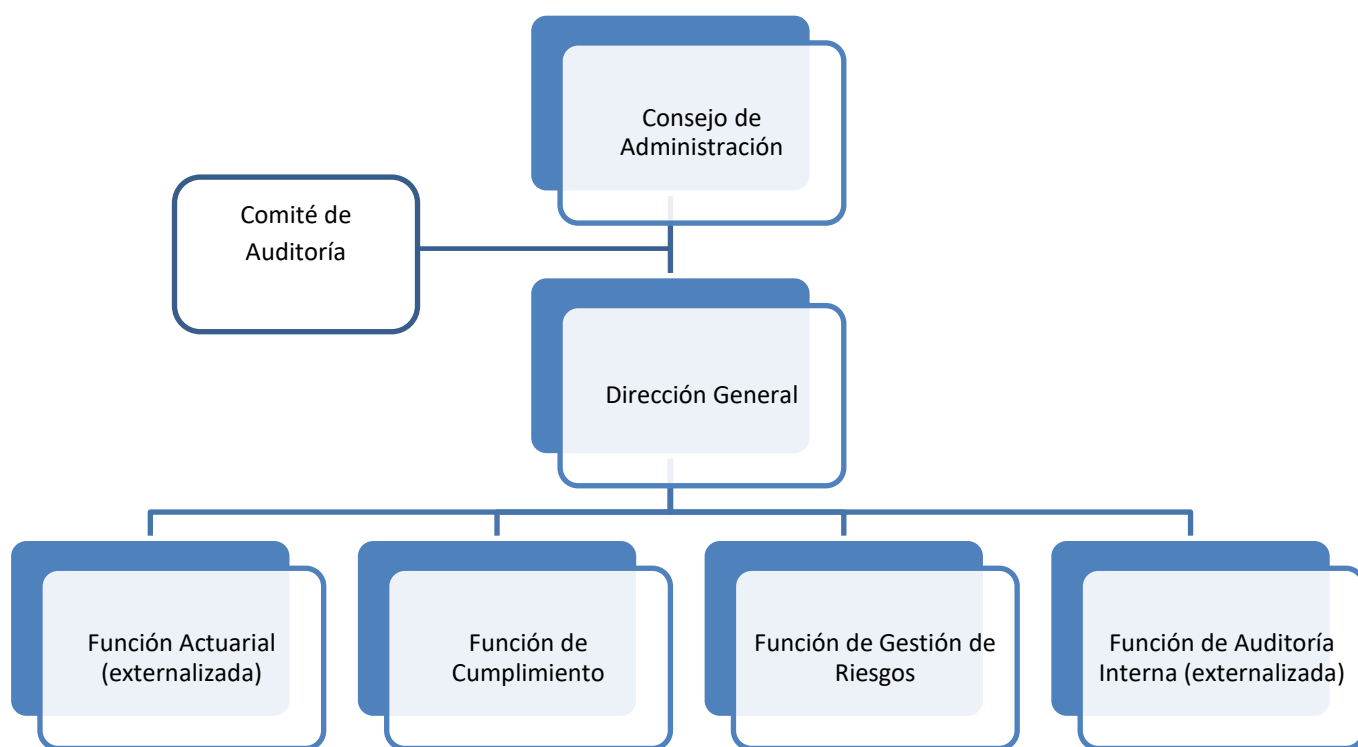 Consejo de
Administración
Comité de
Auditoría
Dirección General
Función Actuarial
(externalizada)
Función de
Cumplimiento
Función de Gestión de
Riesgos
Función de Auditoría
Interna (externalizada)